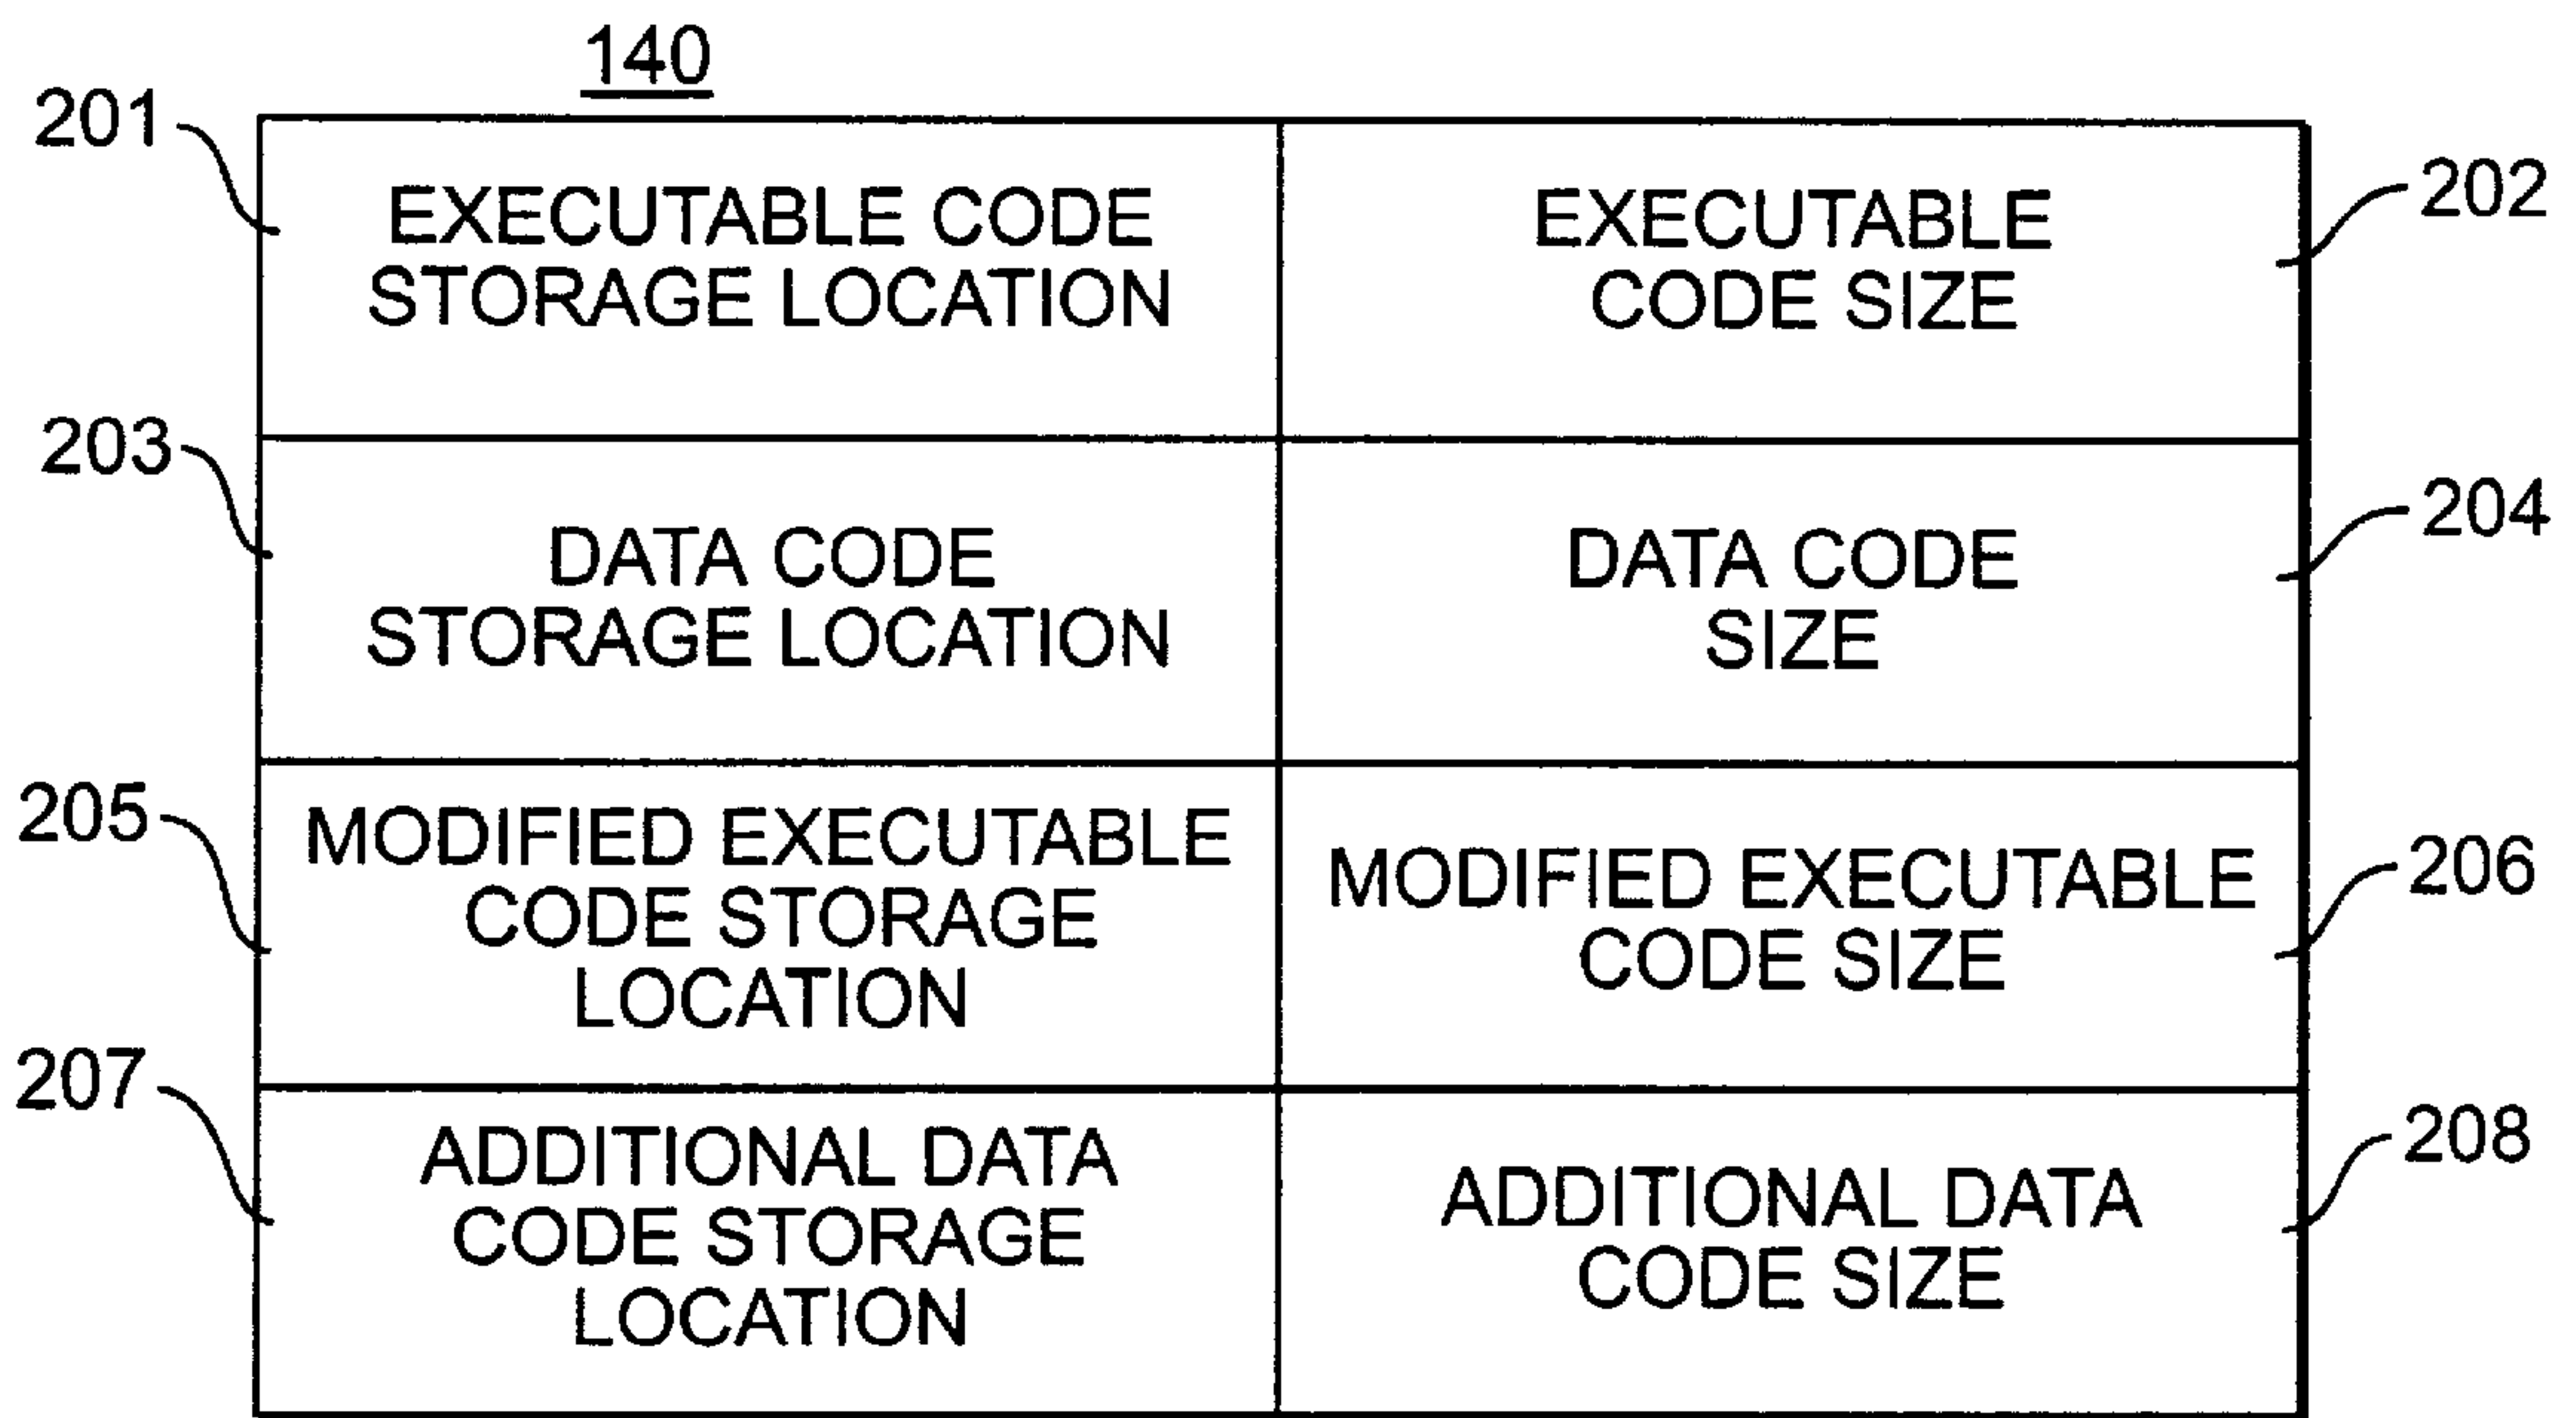 140
201
EXECUTABLE CODE
STORAGE LOCATION
EXECUTABLE
CODE SIZE
202
203
DATA CODE
STORAGE LOCATION
DATA CODE
SIZE
204
205
MODIFIED EXECUTABLE
CODE STORAGE
LOCATION
MODIFIED EXECUTABLE
CODE SIZE
206
207
ADDITIONAL DATA
CODE STORAGE
LOCATION
ADDITIONAL DATA
CODE SIZE
208